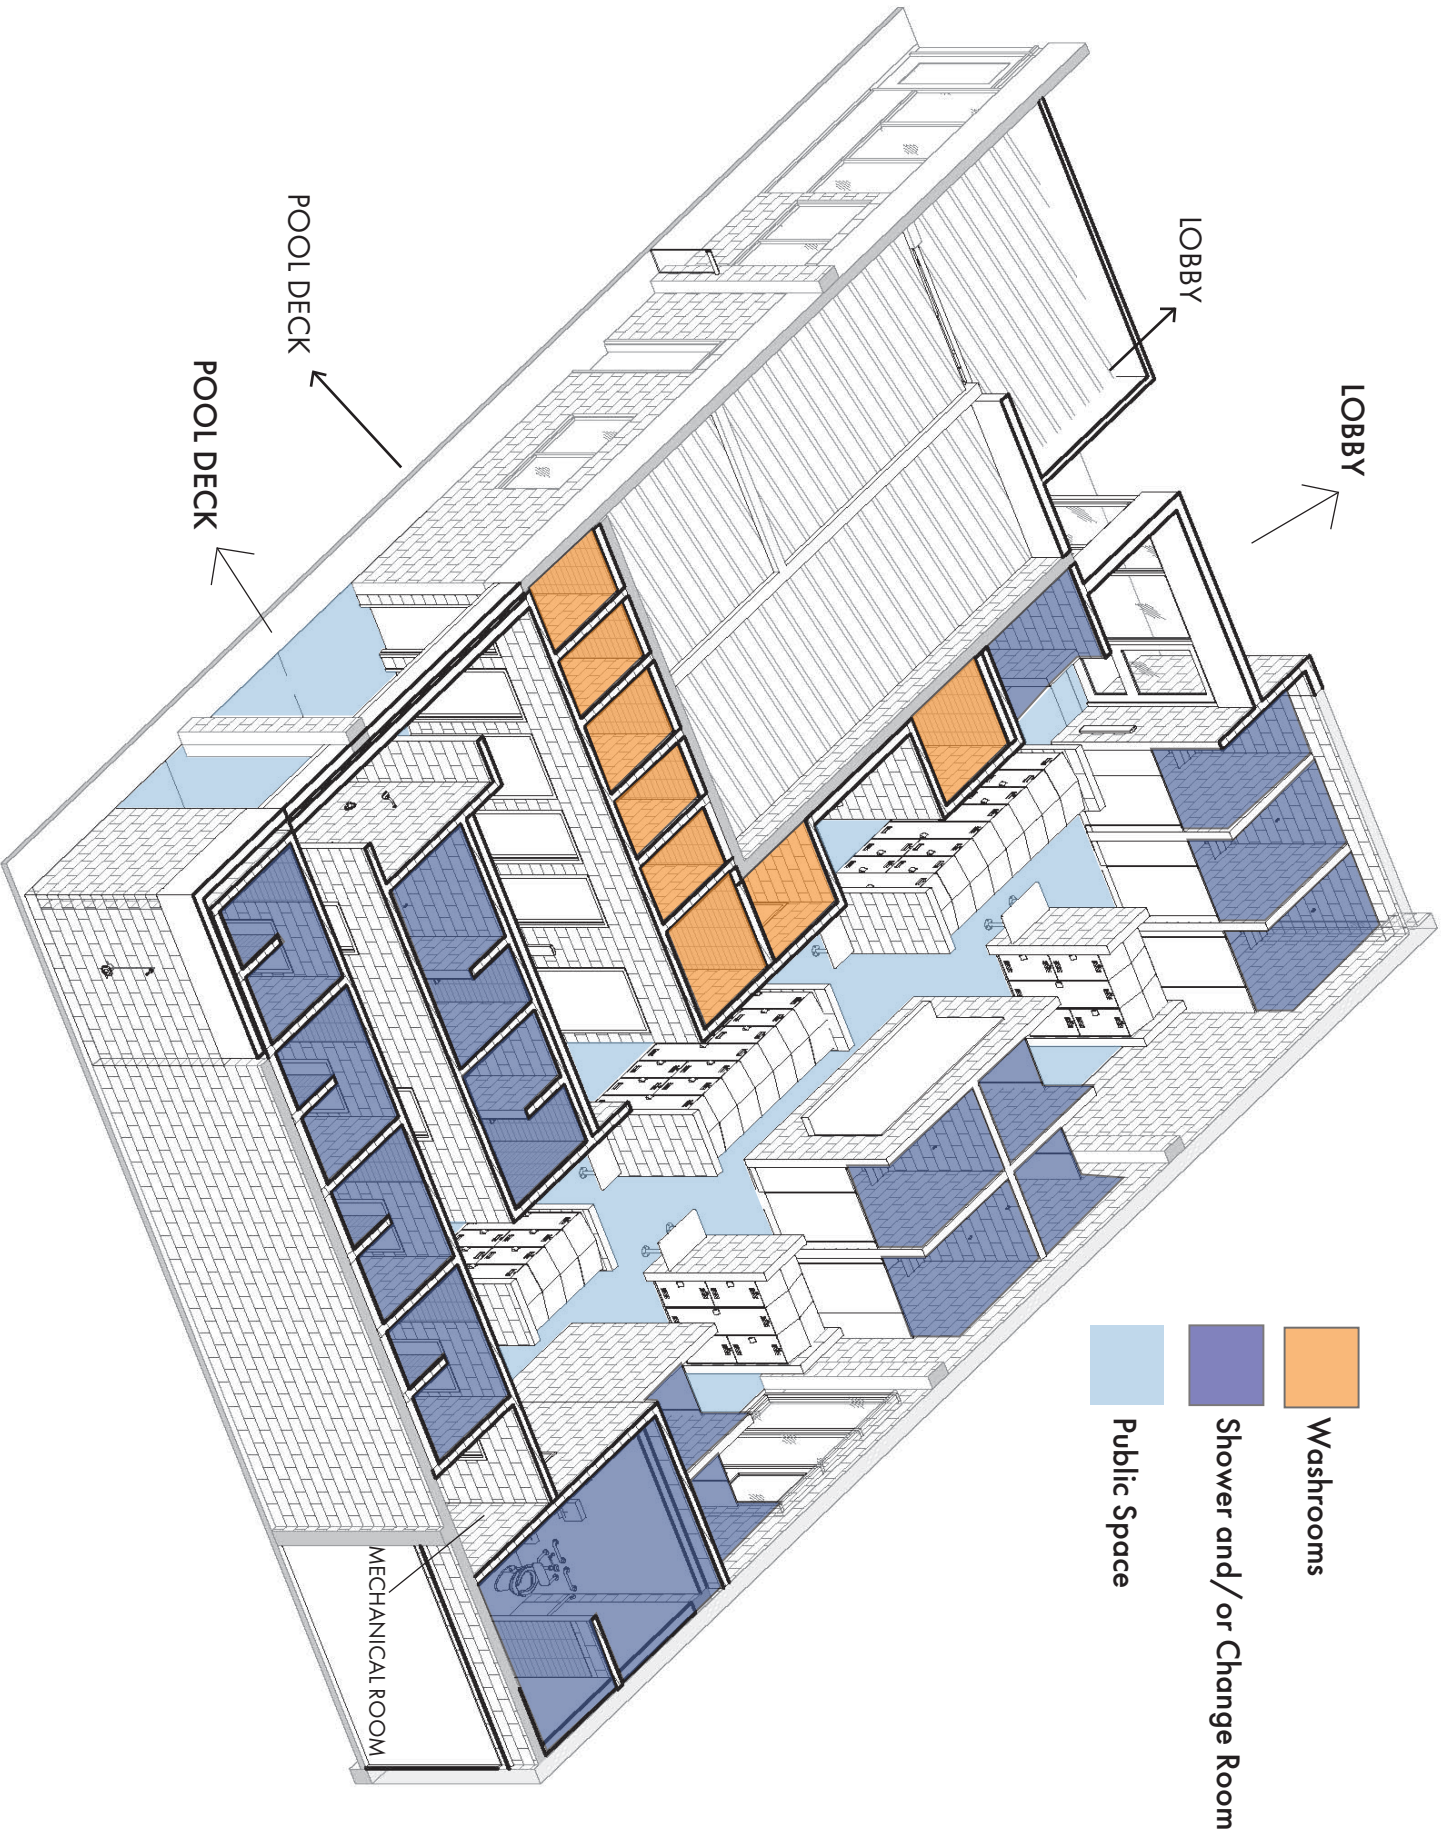 LOBBY
LOBBY
POOL DECK
POOL DECK
Washrooms
Shower and/or Change Room
Public Space
MECHANICAL ROOM